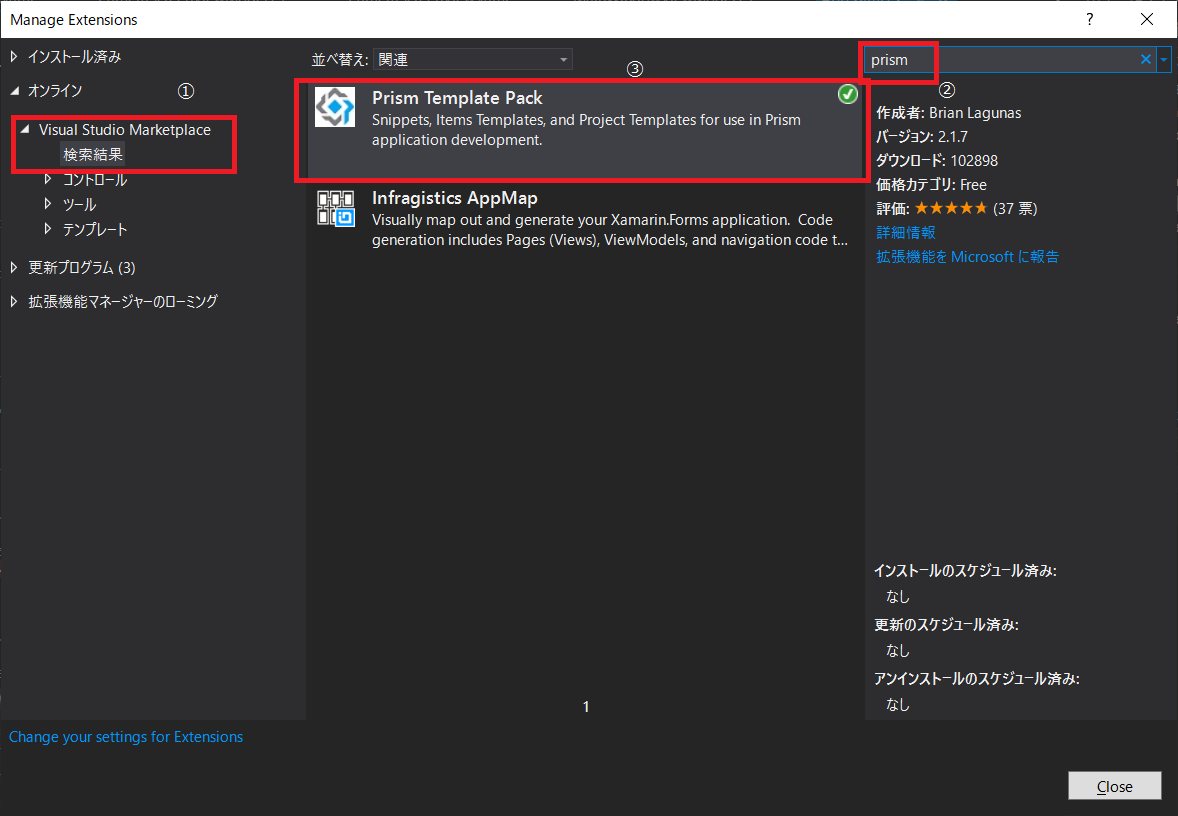 Manage Extensions
?
インストール済み
オンライン
①
Visual Studio Marketplace
検索結果
コントロール
ツール
テンプレート
更新プログラム (3)
拡張機能マネージャーのローミング
並べ替え: 関連
③
Prism Template Pack
Snippets, Items Templates, and Project Templates for use in Prism
application development.
Infragistics AppMap
Visually map out and generate your Xamarin.Forms application. Code
generation includes Pages (Views), ViewModels, and navigation code t...
1
prism
②
作成者: Brian Lagunas
バージョン: 2.1.7
ダウンロード: 102898
価格カテゴリ: Free
評価: ★★★★★ (37 票)
詳細情報
拡張機能を Microsoft に報告
インストールのスケジュール済み:
なし
更新のスケジュール済み:
なし
アンインストールのスケジュール済み:
なし
Change your settings for Extensions
Close